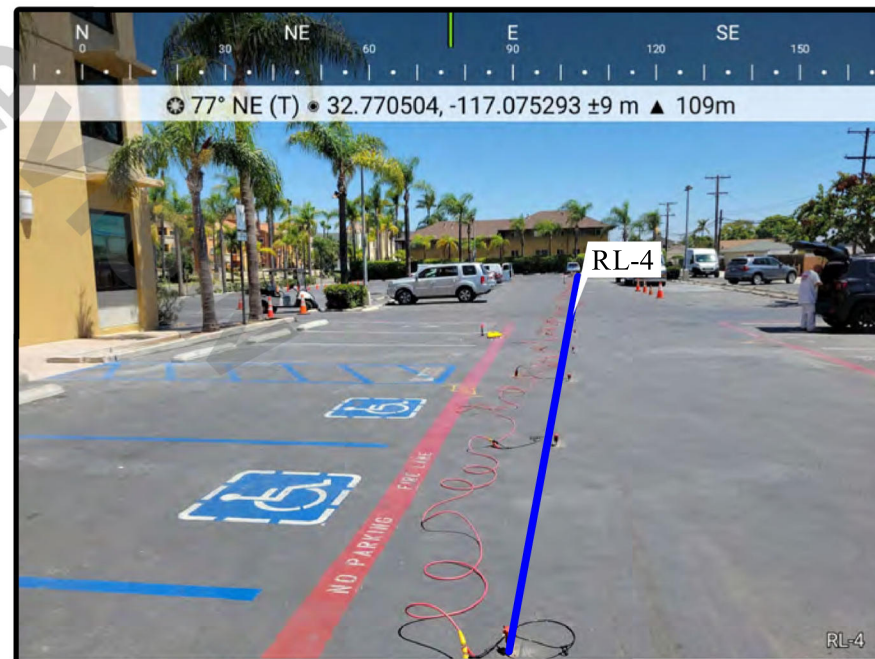 N NE E SE
0 30 60 90 120 150
77° NE (T) 32.770504, -117.075293 ±9 m ▲ 109m
RL-4
FIRE LANE
NO PARKING
RL-4